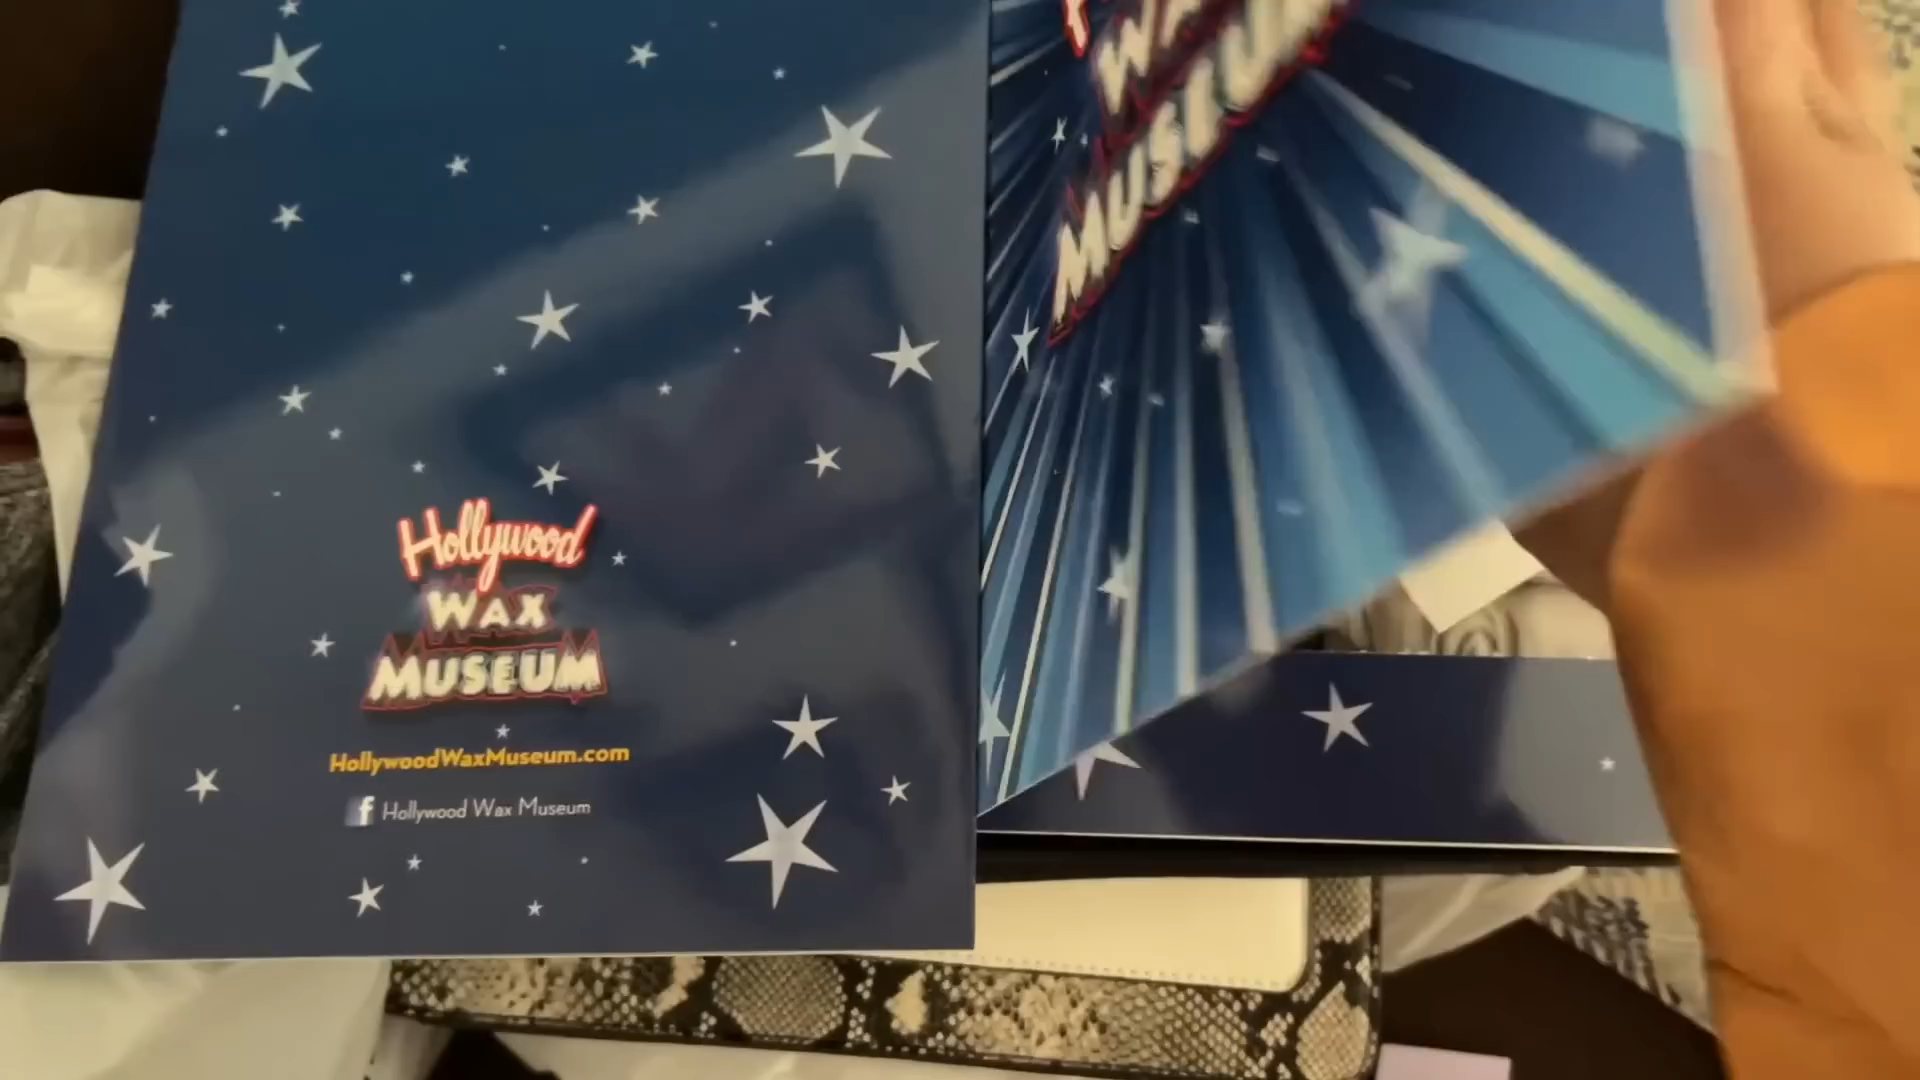 Hollywood
WAX
MUSEUM
HollywoodWaxMuseum.com
f Hollywood Wax Museum
WAX
MUSEUM